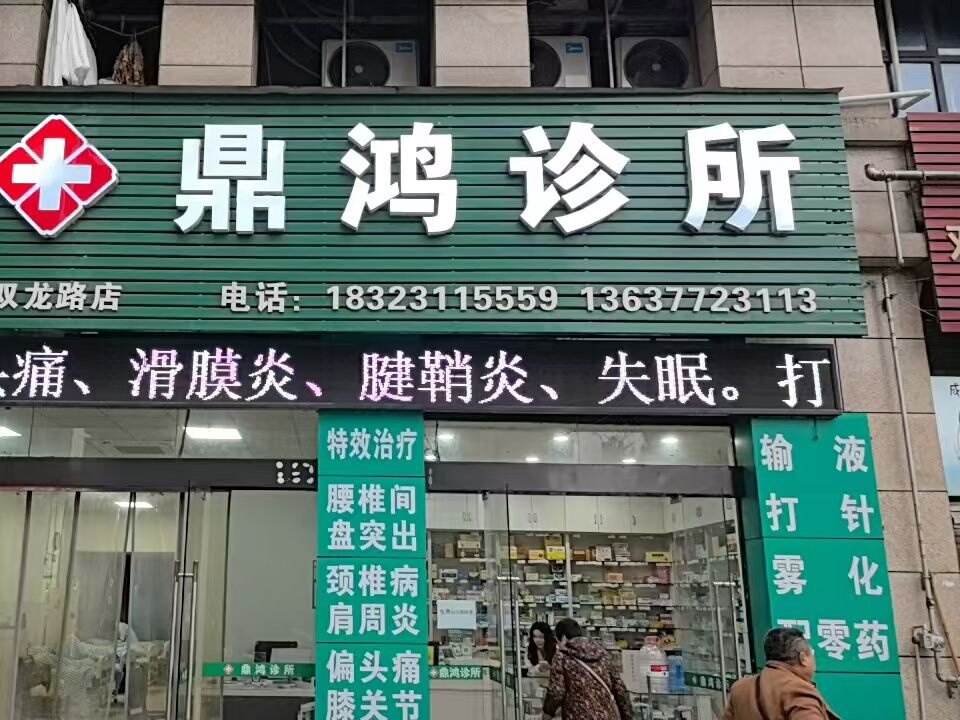 鼎鸿诊所
双龙路店 电话: 18323115559 13637723113
痛、滑膜炎、腱鞘炎、失眠。打
特效治疗
腰椎间
盘突出
颈椎病
肩周炎
偏头痛
膝关节
输液
打针
雾化
配零药
鼎鸿诊所
鼎鸿诊所
Midea
Midea